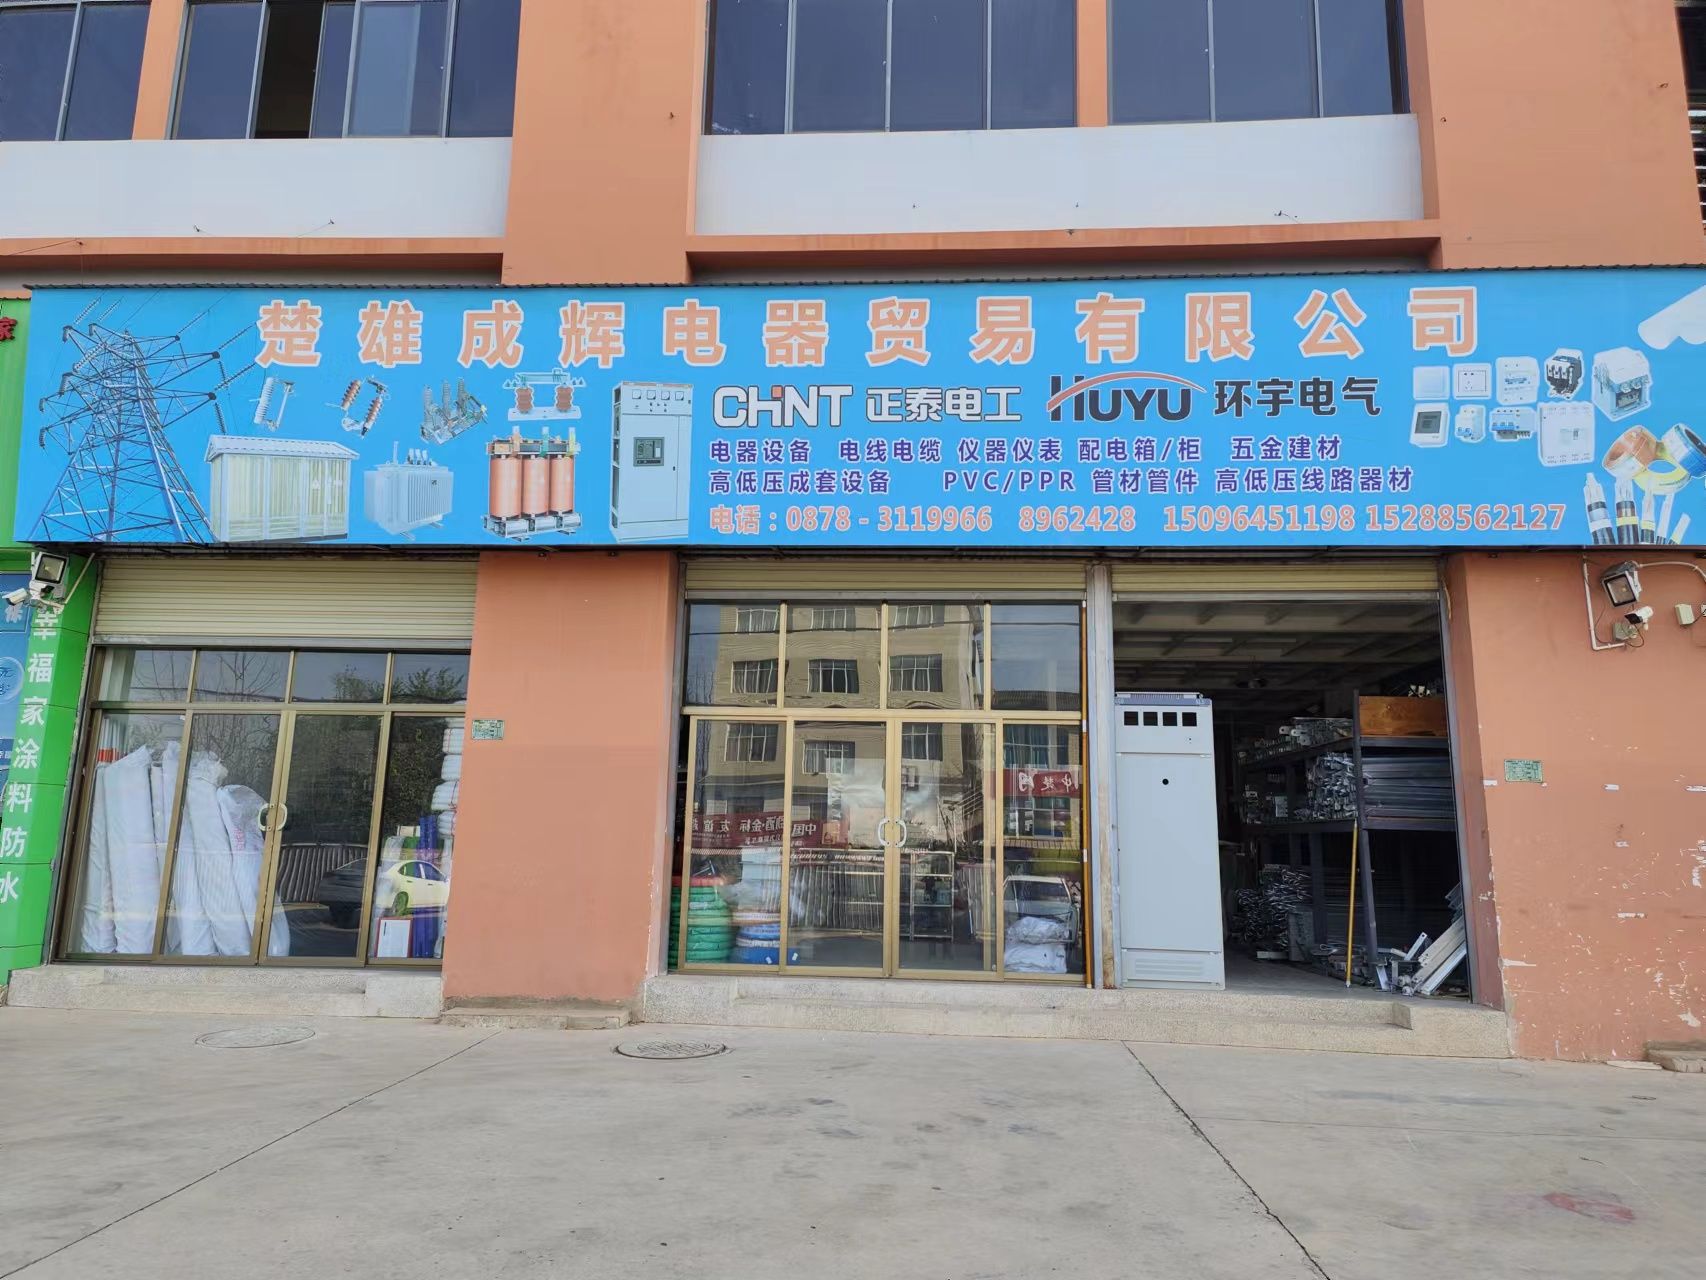 楚雄成辉电器贸易有限公司
CHNT 正泰电工 HUYU 环宇电气
电器设备 电线电缆 仪器仪表 配电箱/柜 五金建材
高低压成套设备 PVC/PPR 管材管件 高低压线路器材
电话：0878 - 3119966 8962428 15096451198 15288562127
家
幸福家涂料防水